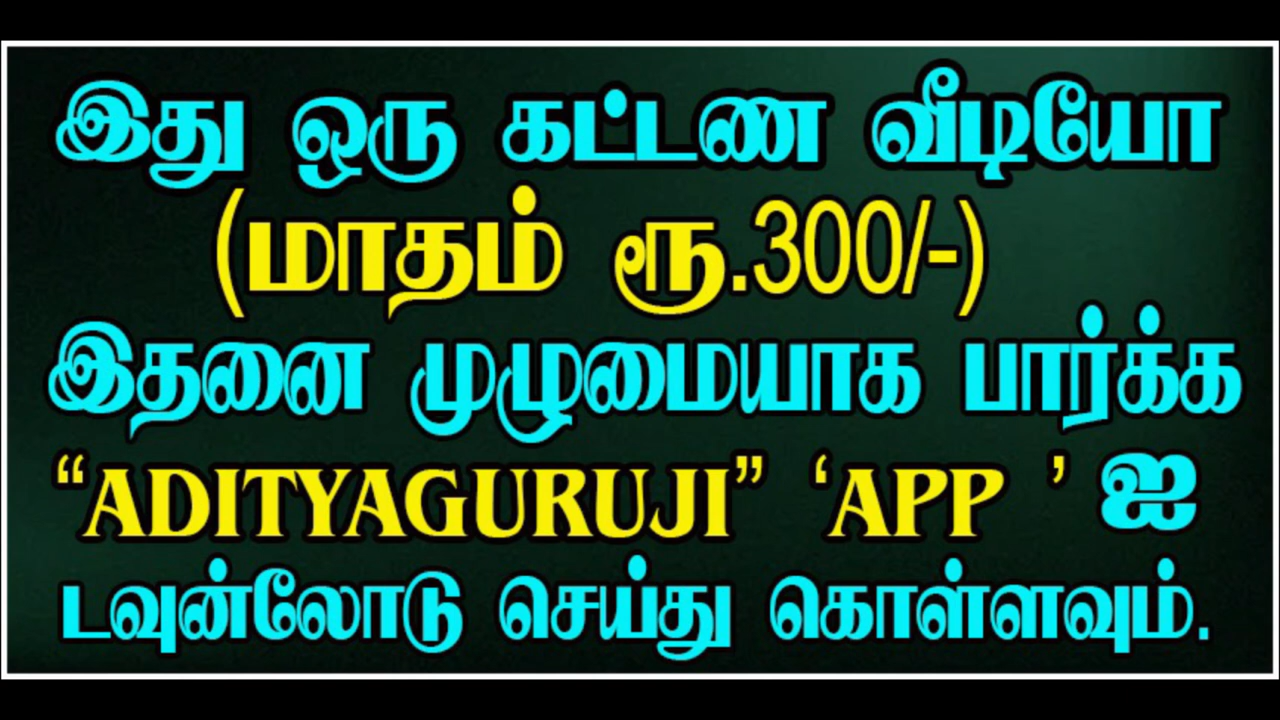 இது ஒரு கட்டண வீடியோ
(மாதம் ரூ.300/-)
இதனை முழுமையாக பார்க்க
“ADITYAGURUJI” ‘APP ’ ஐ
டவுன்லோடு செய்து கொள்ளவும்.